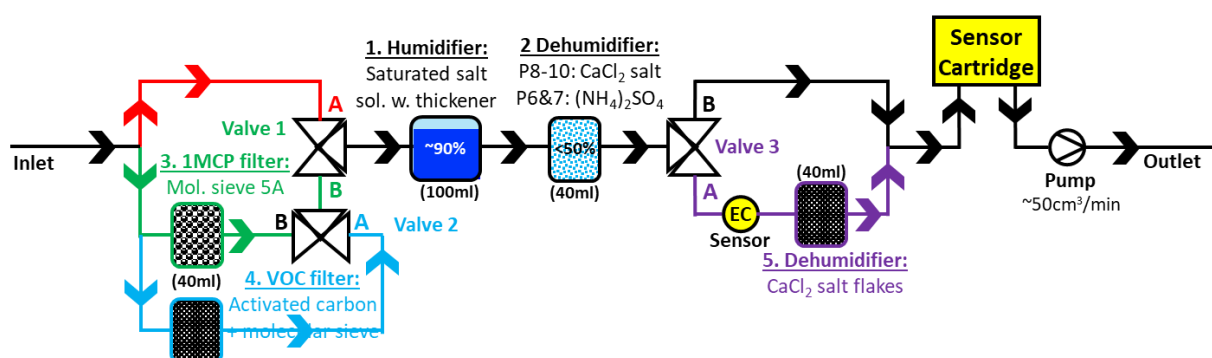 1. Humidifier:
Saturated salt
sol. w. thickener
2 Dehumidifier:
P8-10: CaCl₂ salt
P6&7: (NH₄)₂SO₄
Sensor
Cartridge
A
Valve 1
B
Inlet
3. 1MCP filter:
Mol. sieve 5A
B
A
Valve 2
(40ml)
4. VOC filter:
Activated carbon
+ molecular sieve
~90%
(100ml)
<50%
(40ml)
B
Valve 3
A
EC
Sensor
(40ml)
5. Dehumidifier:
CaCl₂ salt flakes
Pump
~50cm³/min
Outlet